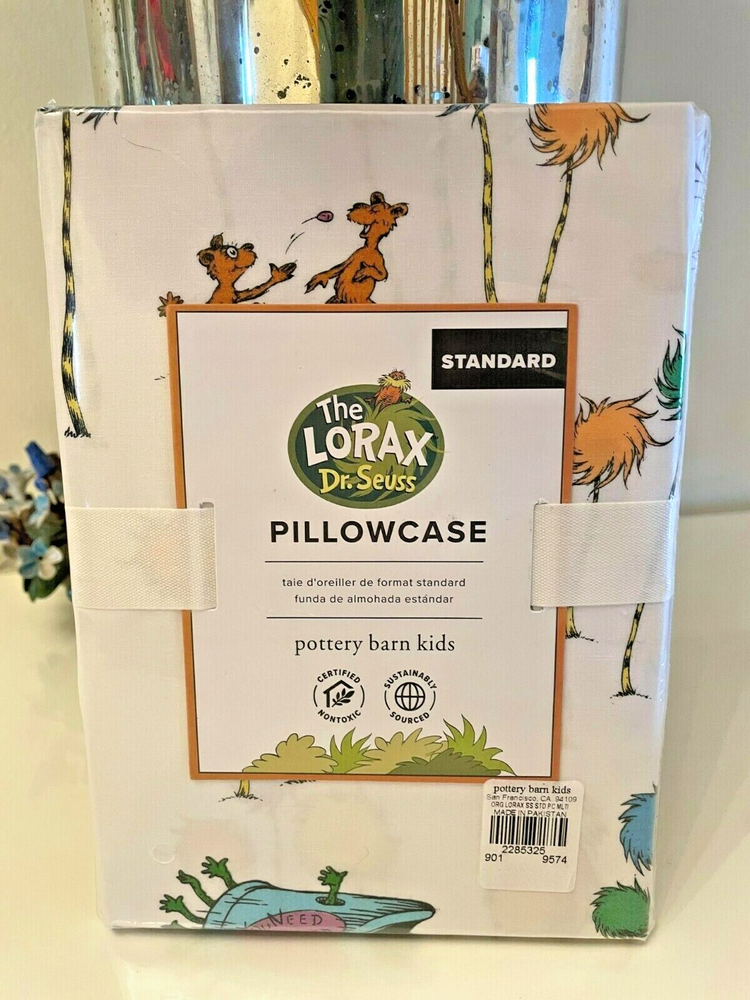 STANDARD
The
LORAX
Dr. Seuss
PILLOWCASE
taie d'oreiller de format standard
funda de almohada estándar
pottery barn kids
CERTIFIED
NONTOXIC
SUSTAINABLY
SOURCED
pottery barn kids
San Francisco, CA 94109
ORG LORAX SS STD PC MLTI
MADE IN PAKISTAN
2285325
901 9574
NEED